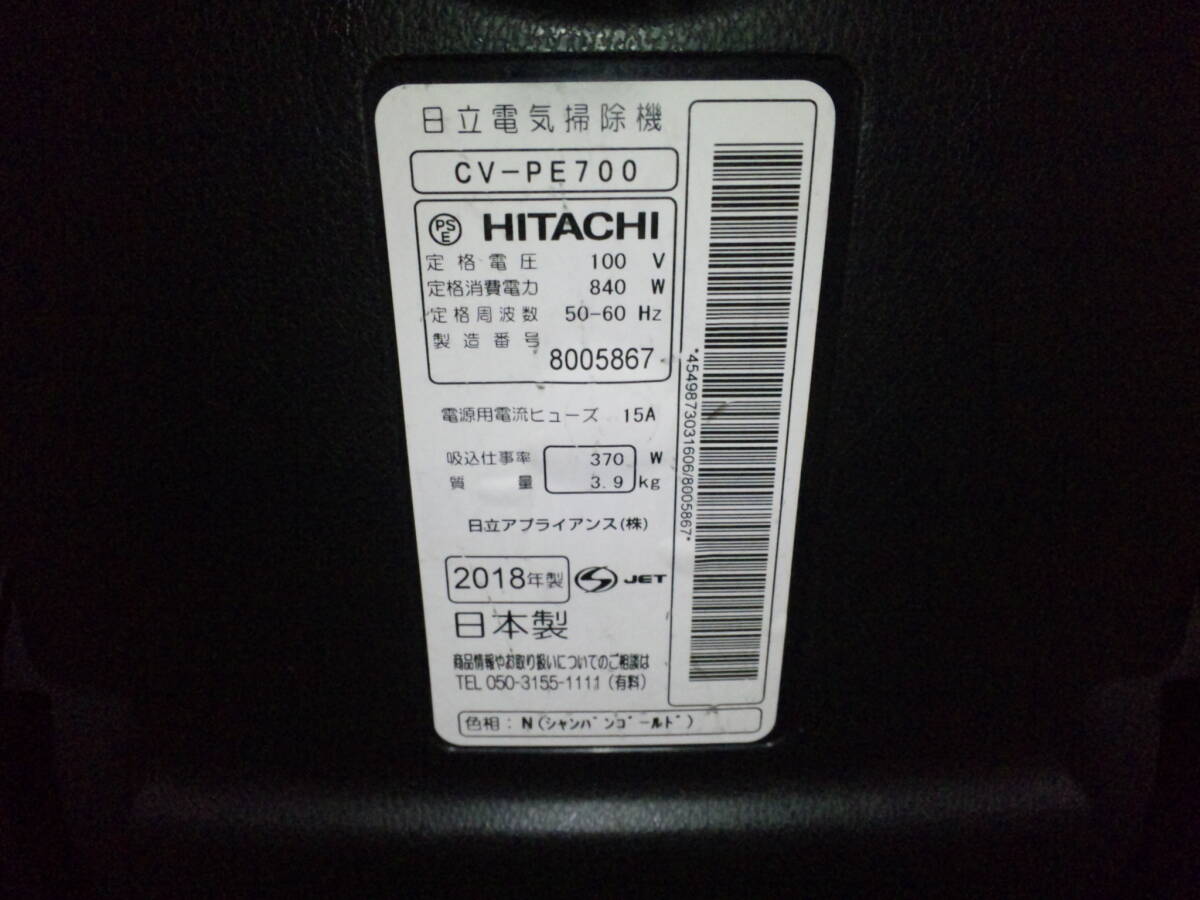 日立電気掃除機
CV-PE700
PS
E
HITACHI
定格電圧 100 V
定格消費電力 840 W
定格周波数 50-60 Hz
製造番号
8005867
電源用電流ヒューズ 15A
吸込仕事率 370 W
質量 3.9 kg
日立アプライアンス(株)
2018年製
S JET
日本製
商品情報やお取り扱いについてのご相談は
TEL 050-3155-1111 (有料)
色相: N(シャンパンゴールド)
*4549873031606/8005867*